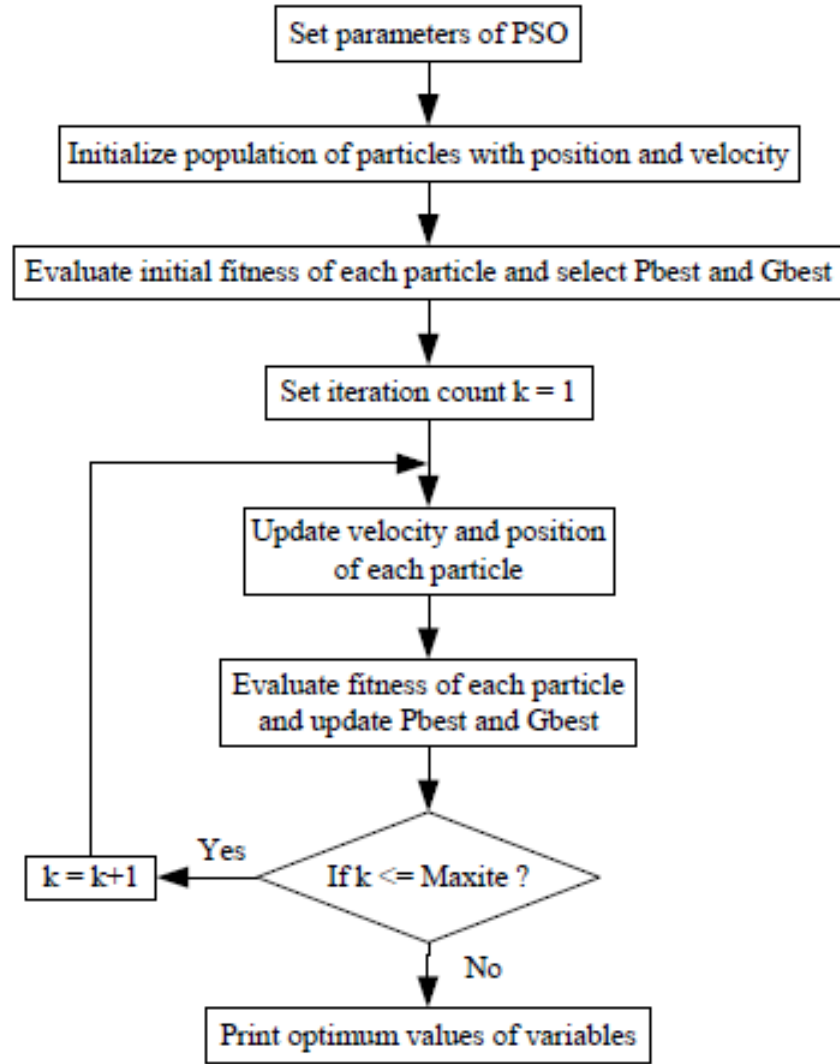 Set parameters of PSO
Initialize population of particles with position and velocity
Evaluate initial fitness of each particle and select Pbest and Gbest
Set iteration count k = 1
Update velocity and position
of each particle
Evaluate fitness of each particle
and update Pbest and Gbest
If k <= Maxite ?
Yes
k = k+1
No
Print optimum values of variables